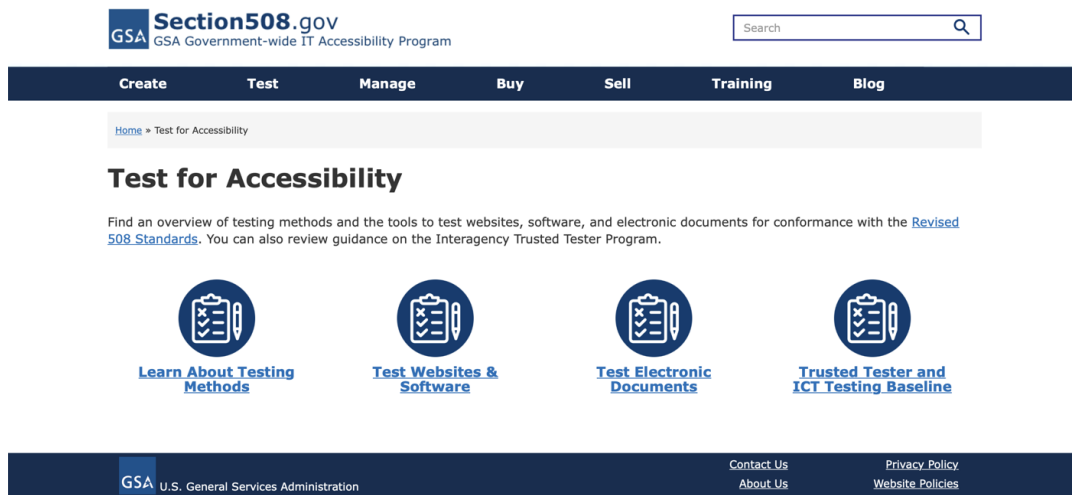 GSA
Section508.gov
GSA Government-wide IT Accessibility Program
Search
Create Test Manage Buy Sell Training Blog
Home » Test for Accessibility
Test for Accessibility
Find an overview of testing methods and the tools to test websites, software, and electronic documents for conformance with the Revised
508 Standards. You can also review guidance on the Interagency Trusted Tester Program.
Learn About Testing
Methods
Test Websites &
Software
Test Electronic
Documents
Trusted Tester and
ICT Testing Baseline
GSA
U.S. General Services Administration
Contact Us
About Us
Privacy Policy
Website Policies